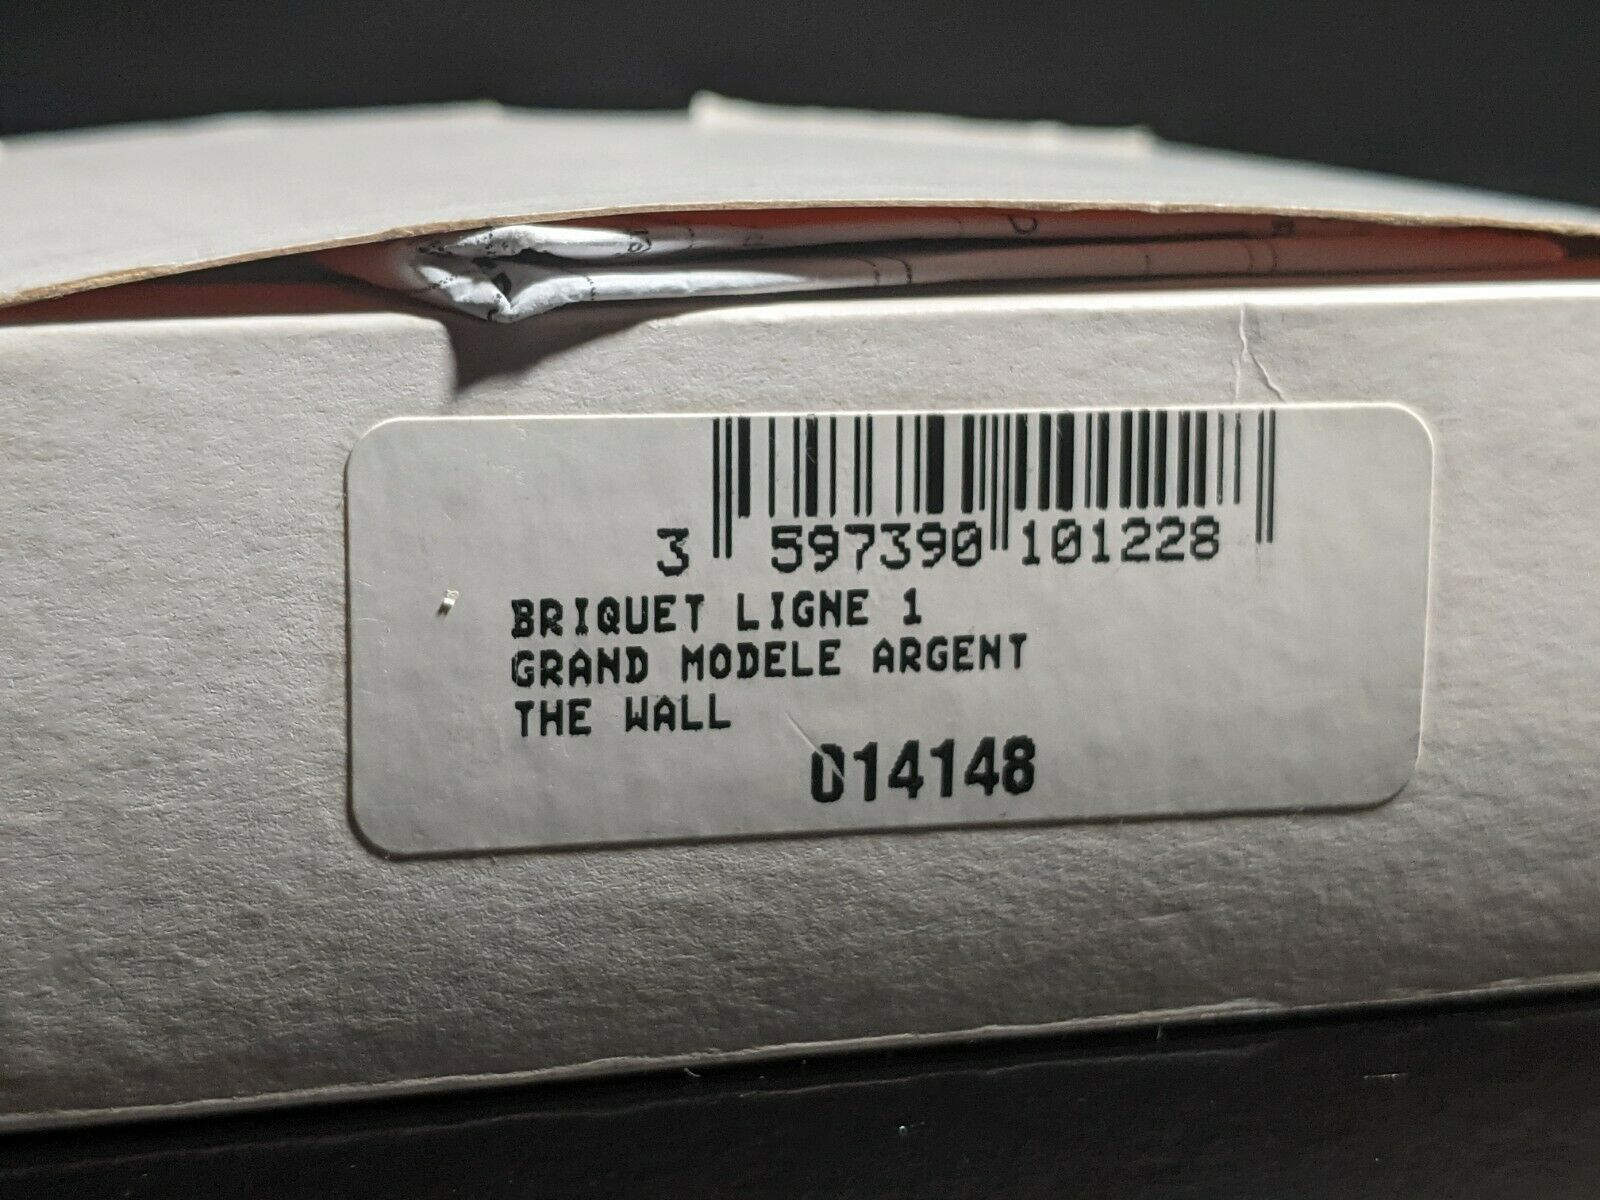 3 597390 101228
BRIQUET LIGNE 1
GRAND MODELE ARGENT
THE WALL
014148